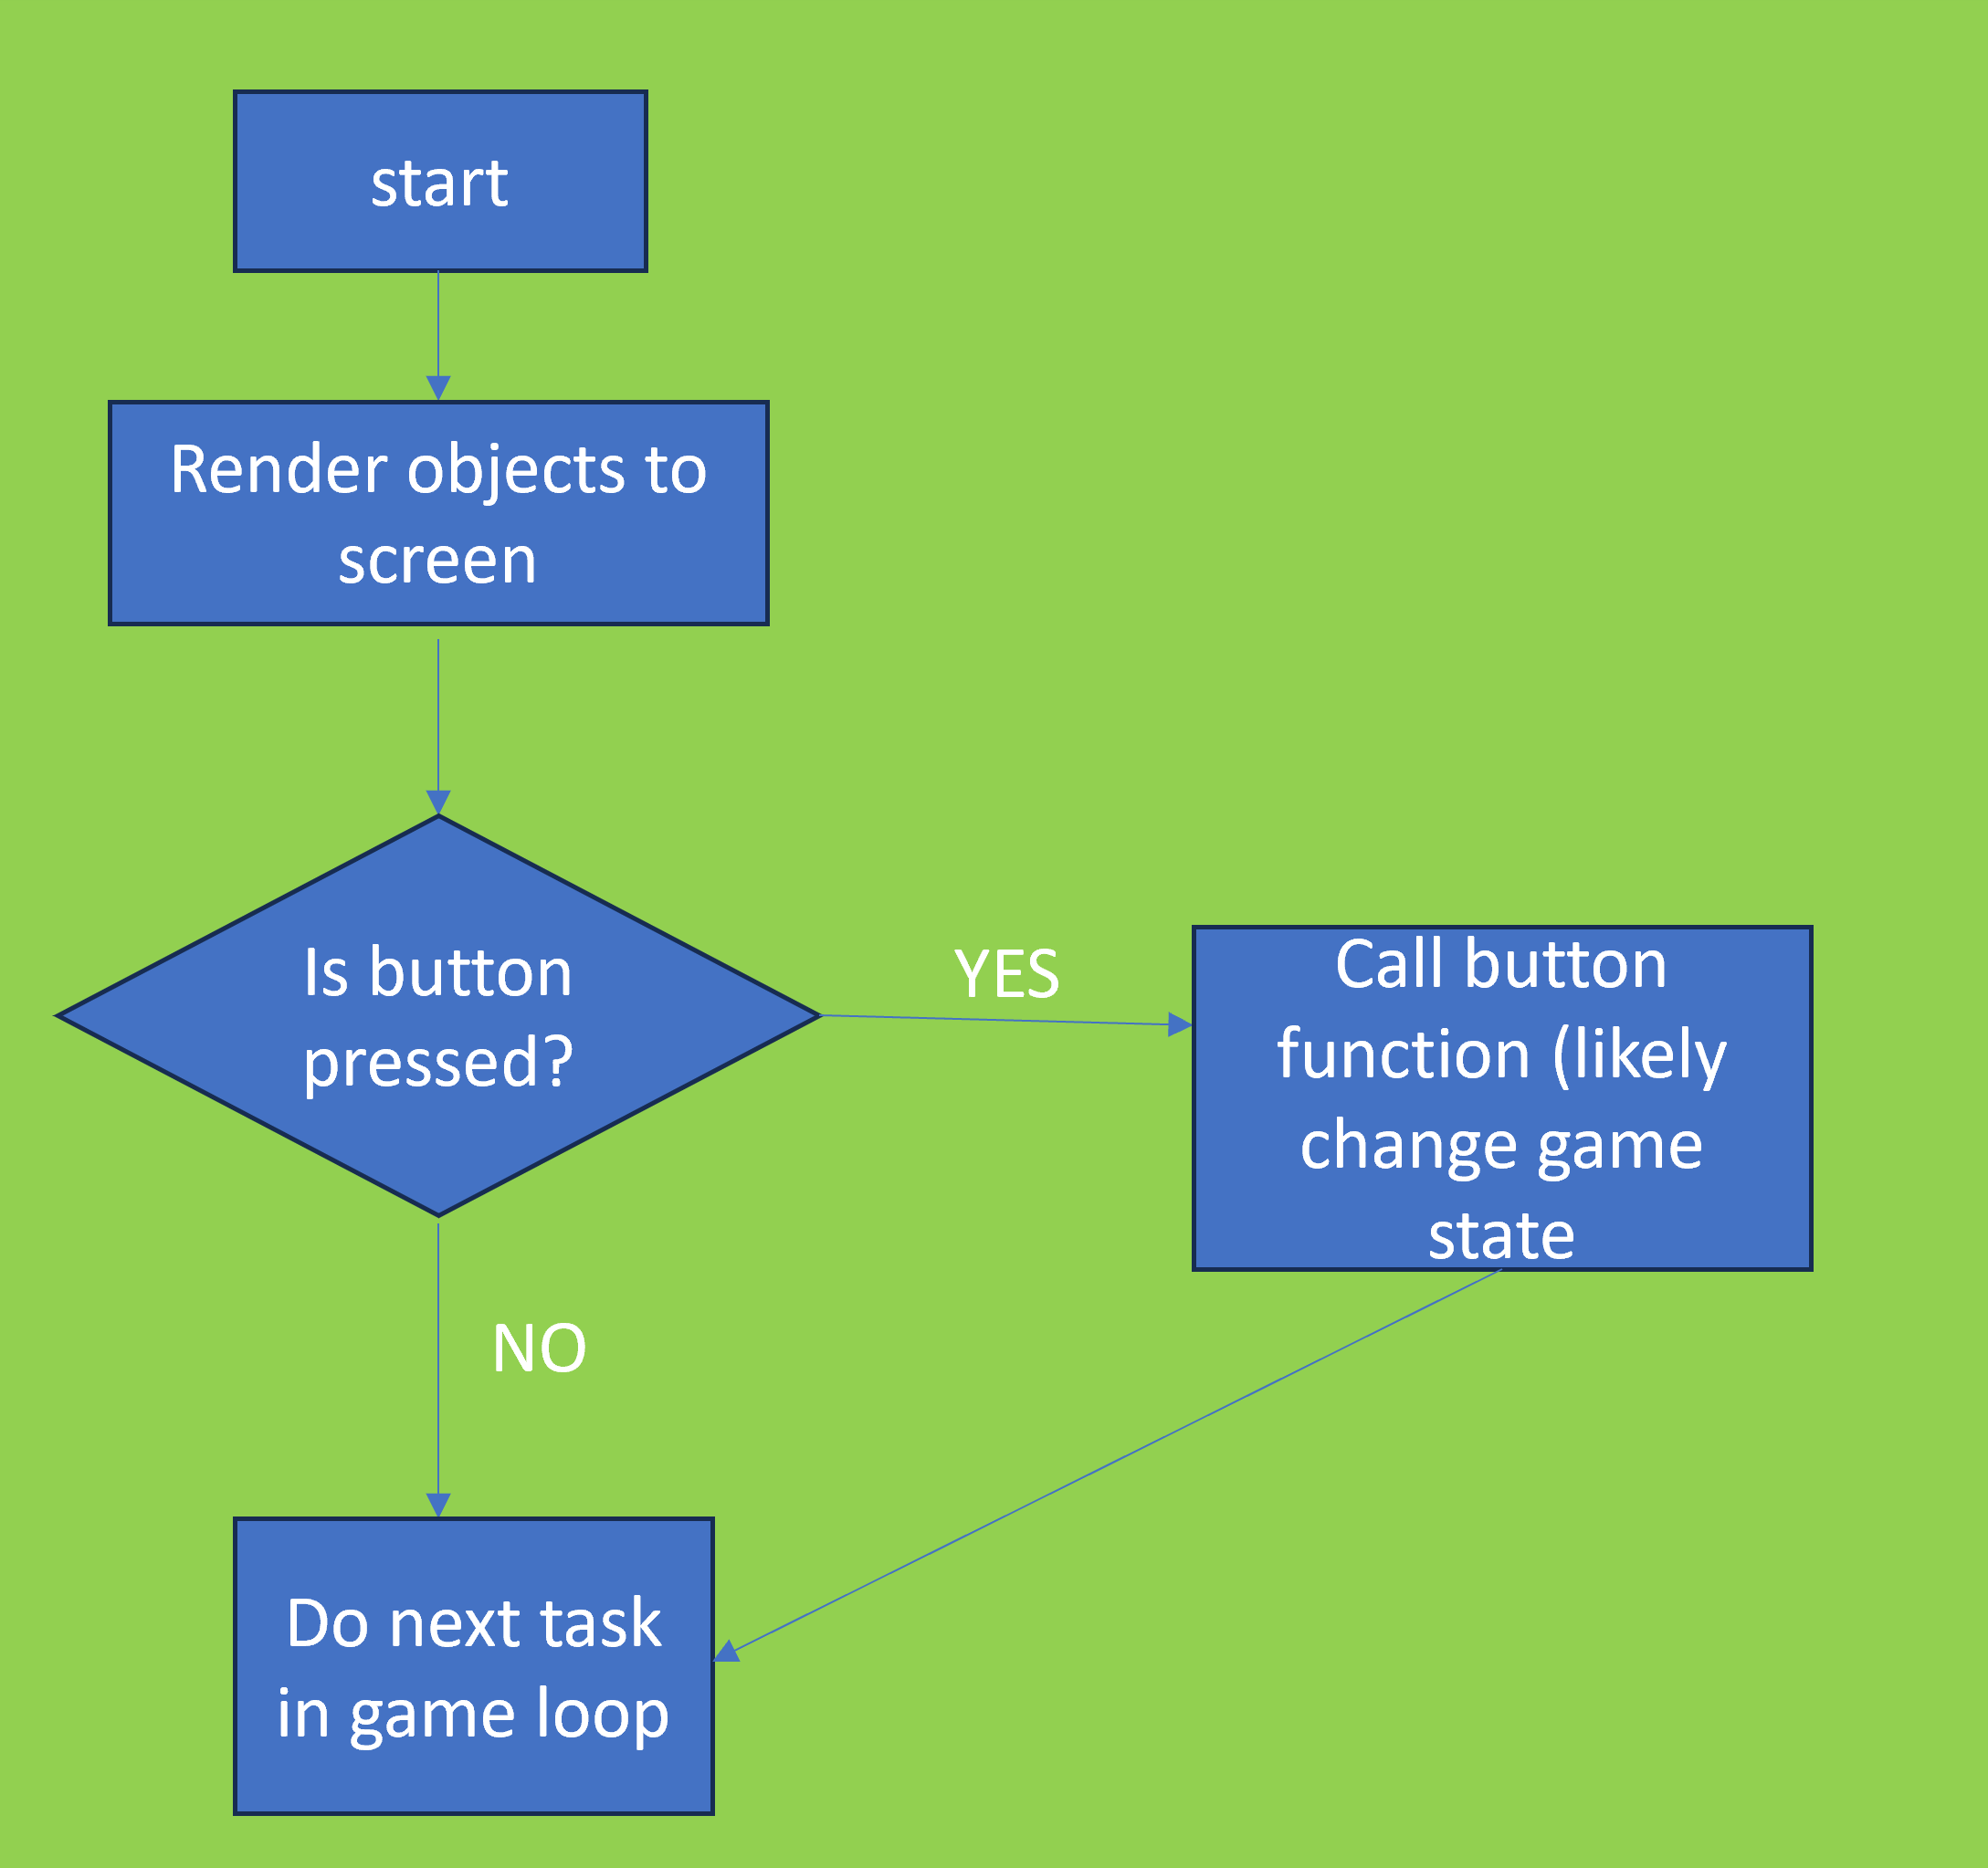 start
Render objects to
screen
Is button
pressed?
YES
Call button
function (likely
change game
state
NO
Do next task
in game loop